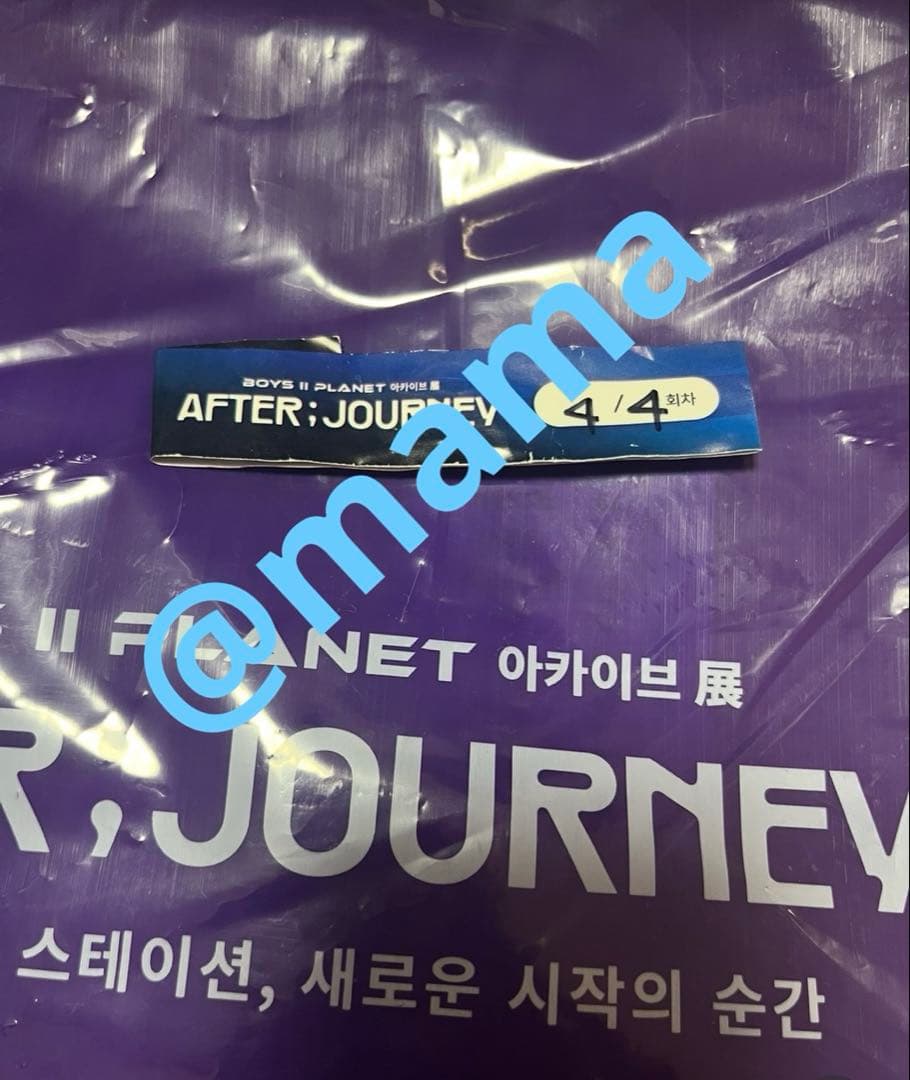 BOYS II PLANET 아카이브 展
AFTER;JOURNEY
4/4회차
@mama
II PLANET 아카이브 展
R;JOURNEY
스테이션, 새로운 시작의 순간